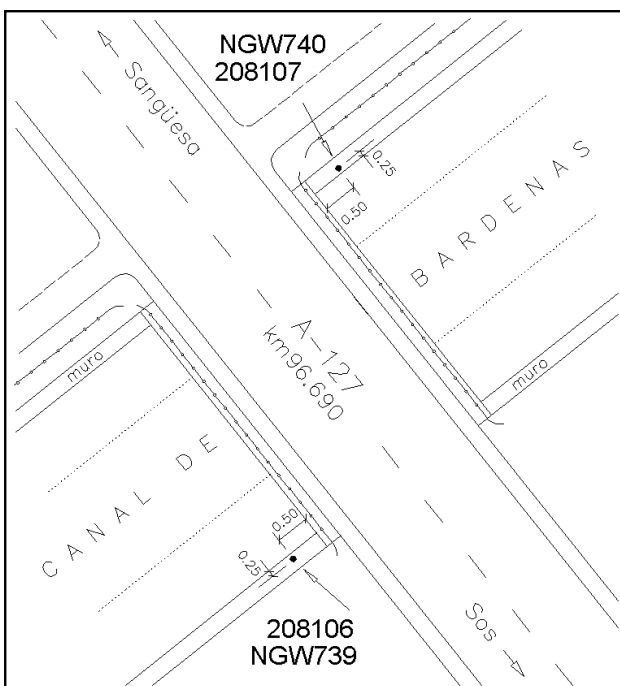 NGW740
208107
Sangüesa
0.25
0.50
BARDENAS
A-127
km96.690
muro
muro
CANAL DE
0.50
0.25
208106
NGW739
Sos